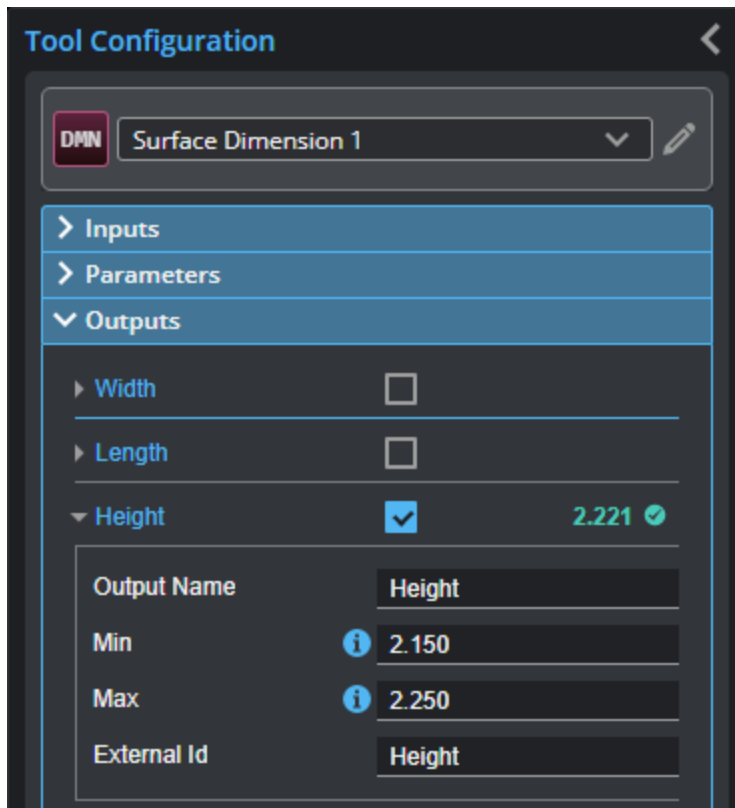 Tool Configuration
DMN Surface Dimension 1
Inputs
Parameters
Outputs
Width
Length
Height 2.221
Output Name Height
Min 2.150
Max 2.250
External Id Height